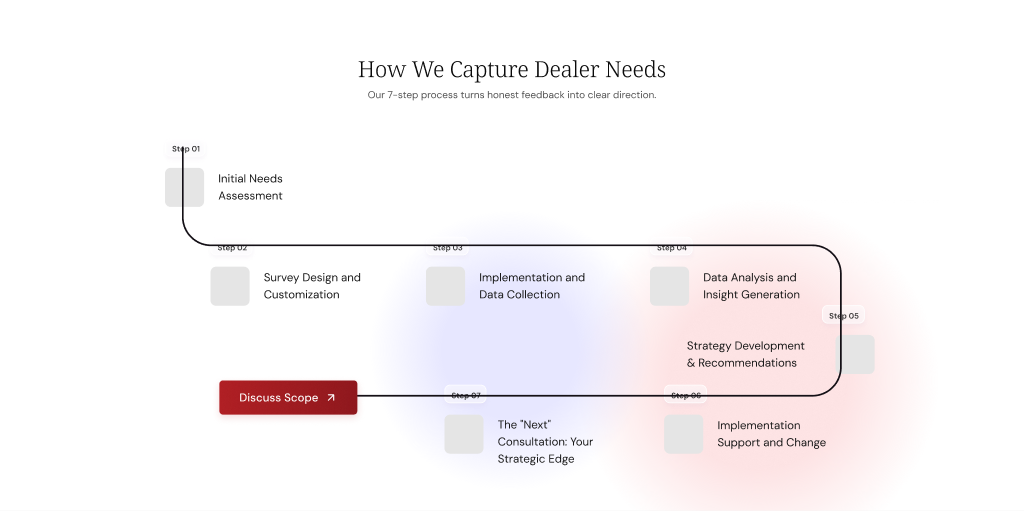 How We Capture Dealer Needs
Our 7-step process turns honest feedback into clear direction.
Step 01
Initial Needs
Assessment
Step 02
Survey Design and
Customization
Step 03
Implementation and
Data Collection
Step 04
Data Analysis and
Insight Generation
Step 05
Strategy Development
& Recommendations
Step 06
Implementation
Support and Change
Step 07
The "Next"
Consultation: Your
Strategic Edge
Discuss Scope